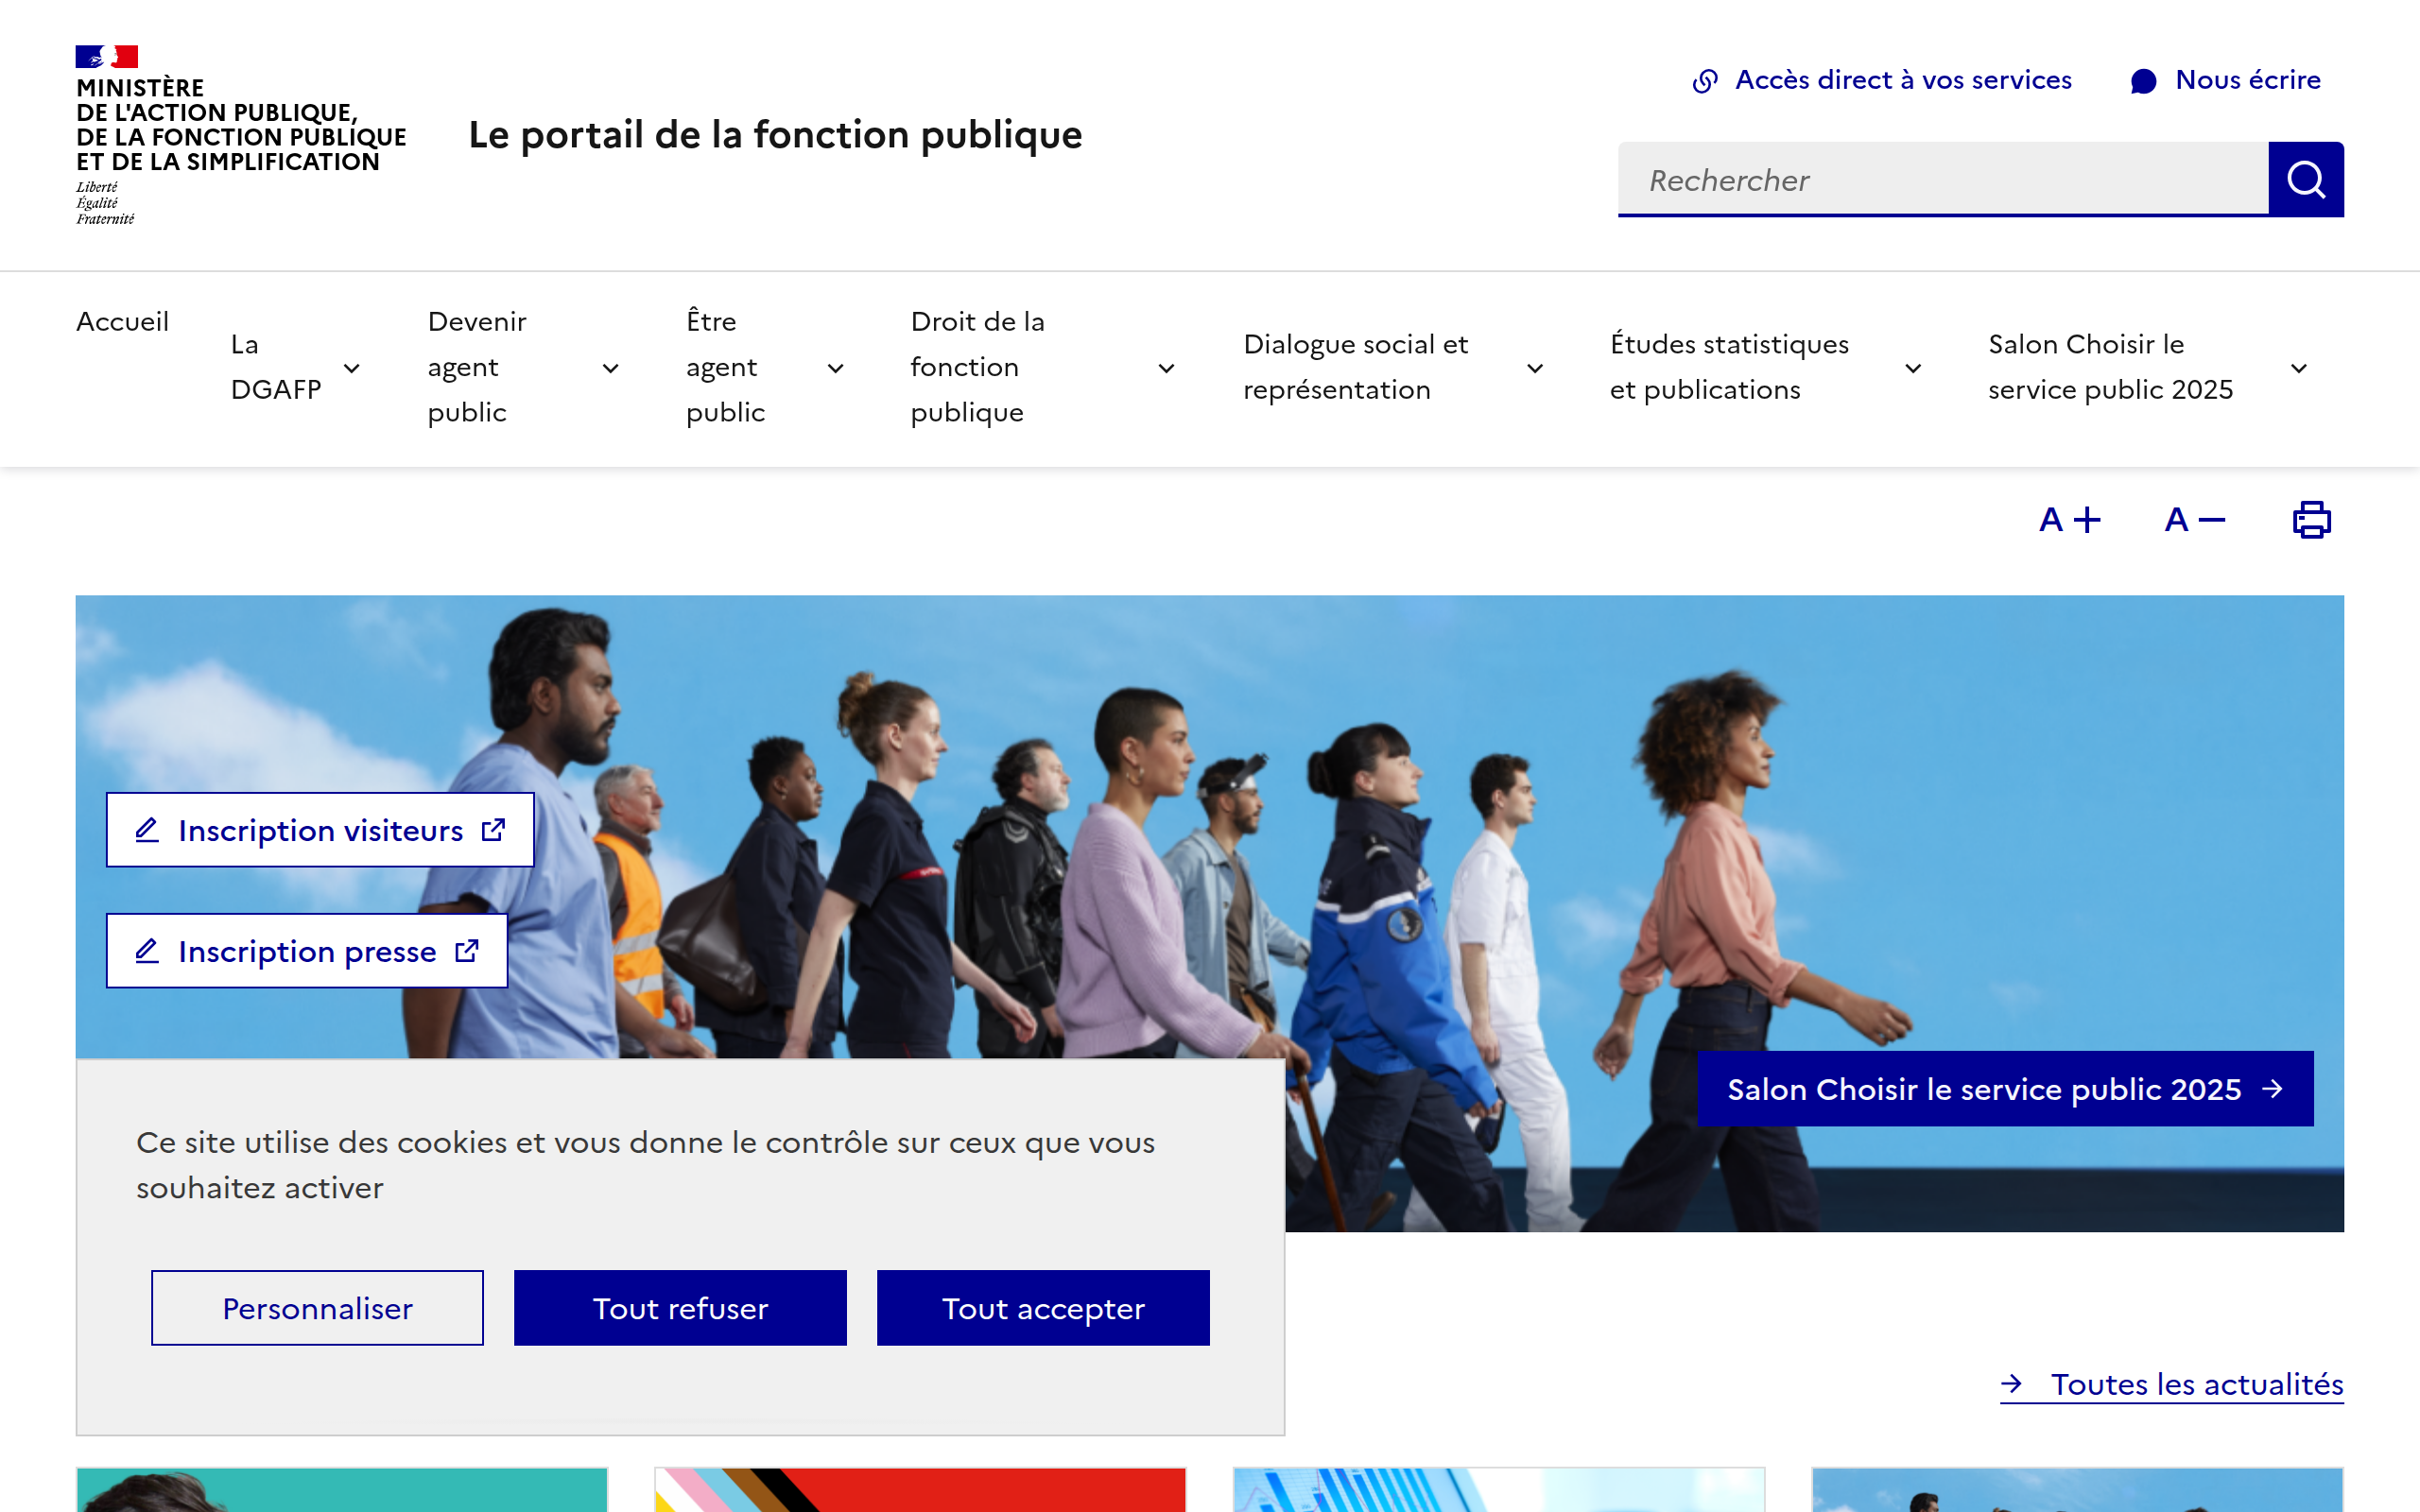 MINISTÈRE
DE L'ACTION PUBLIQUE,
DE LA FONCTION PUBLIQUE
ET DE LA SIMPLIFICATION
Liberté
Égalité
Fraternité
Le portail de la fonction publique
Accès direct à vos services
Nous écrire
Rechercher
Accueil
La
DGAFP
Devenir
agent
public
Être
agent
public
Droit de la
fonction
publique
Dialogue social et
représentation
Études statistiques
et publications
Salon Choisir le
service public 2025
A +
A −
Inscription visiteurs
Inscription presse
Salon Choisir le service public 2025
Ce site utilise des cookies et vous donne le contrôle sur ceux que vous
souhaitez activer
Personnaliser
Tout refuser
Tout accepter
Toutes les actualités